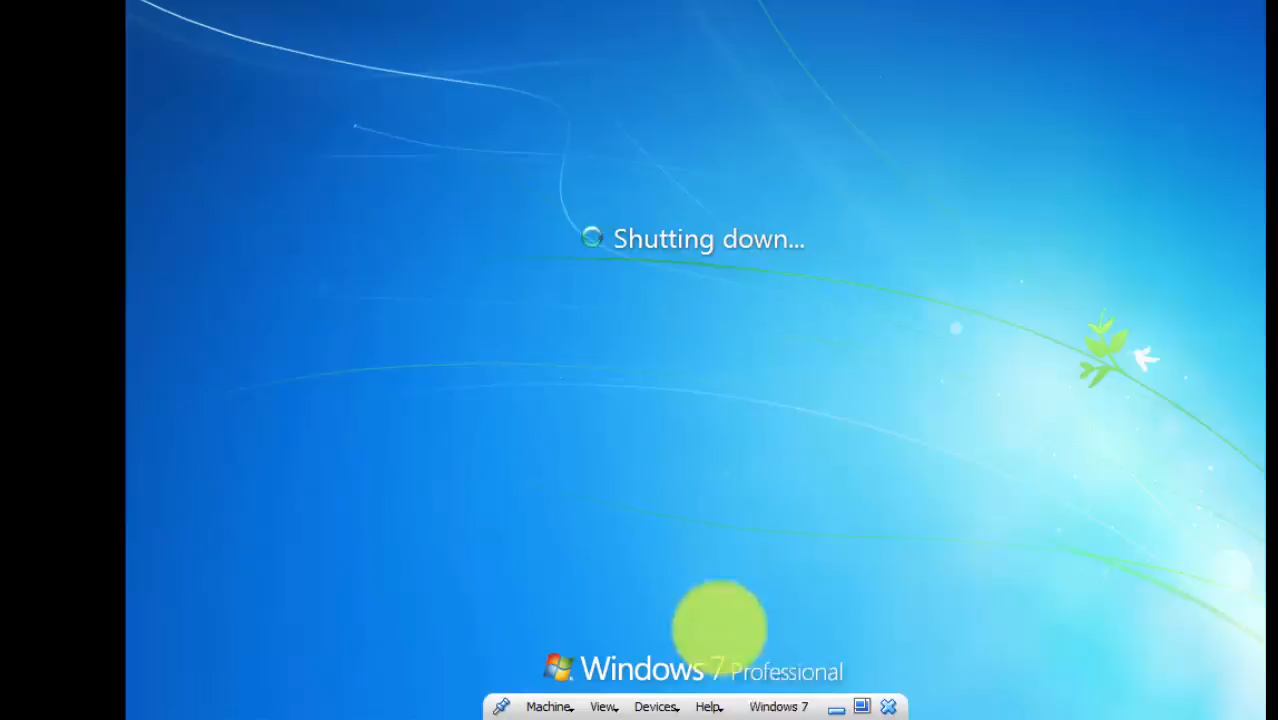 Shutting down...
Windows 7 Professional
Machine View Devices Help Windows 7